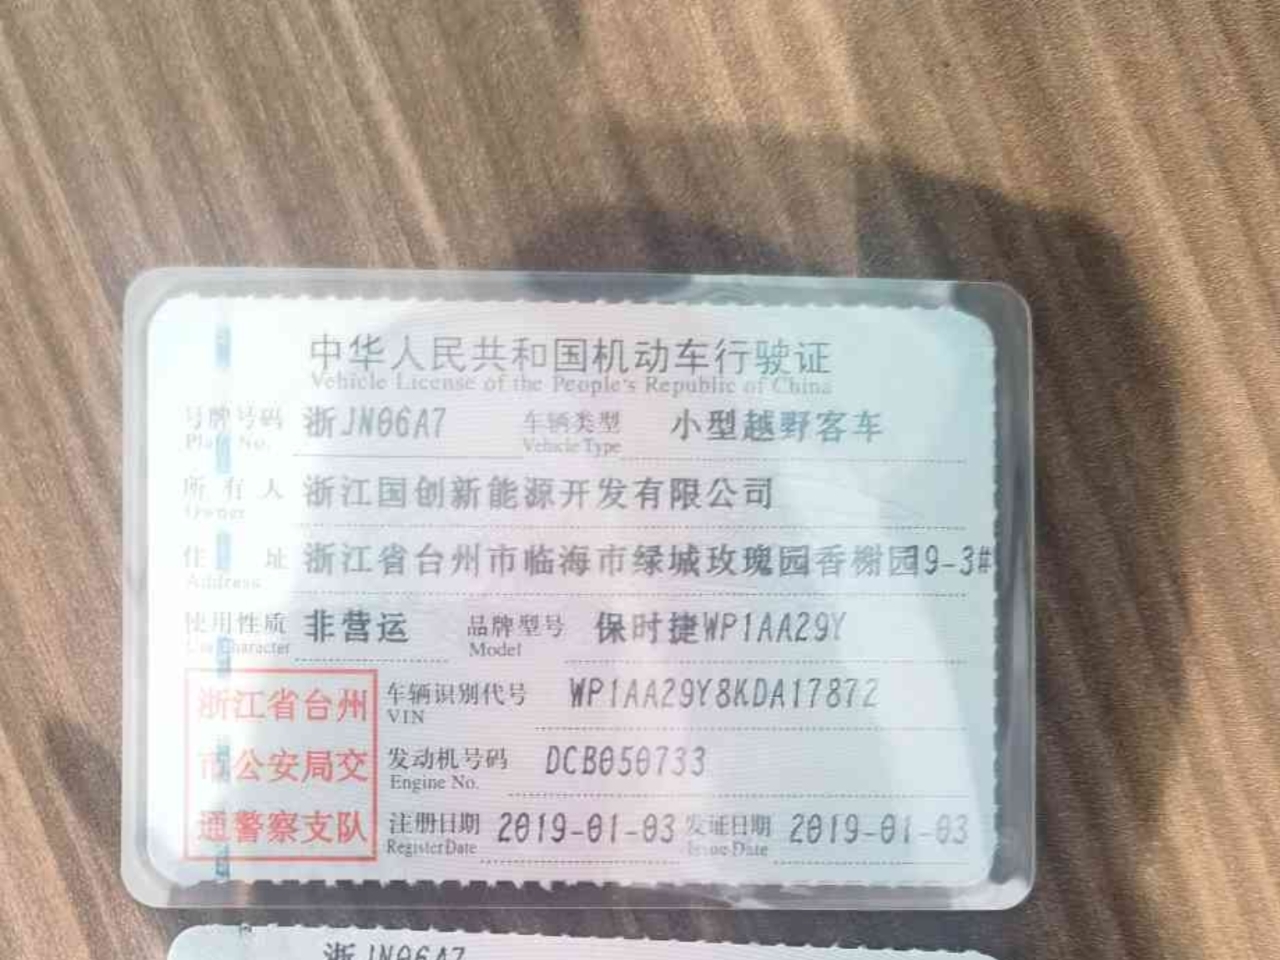 中华人民共和国机动车行驶证
Vehicle License of the People's Republic of China
号牌号码 浙JN06A7 车辆类型 小型越野客车
Plate No. Vehicle Type
所有人 浙江国创新能源开发有限公司
Owner
住址 浙江省台州市临海市绿城玫瑰园香榭园9-3#
Address
使用性质 非营运 品牌型号 保时捷WP1AA29Y
Use Character Model
浙江省台州
市公安局交
通警察支队
车辆识别代号 WP1AA29Y8KDA17872
VIN
发动机号码 DCB050733
Engine No.
注册日期 2019-01-03 发证日期 2019-01-03
Register Date Issue Date
浙JN06A7